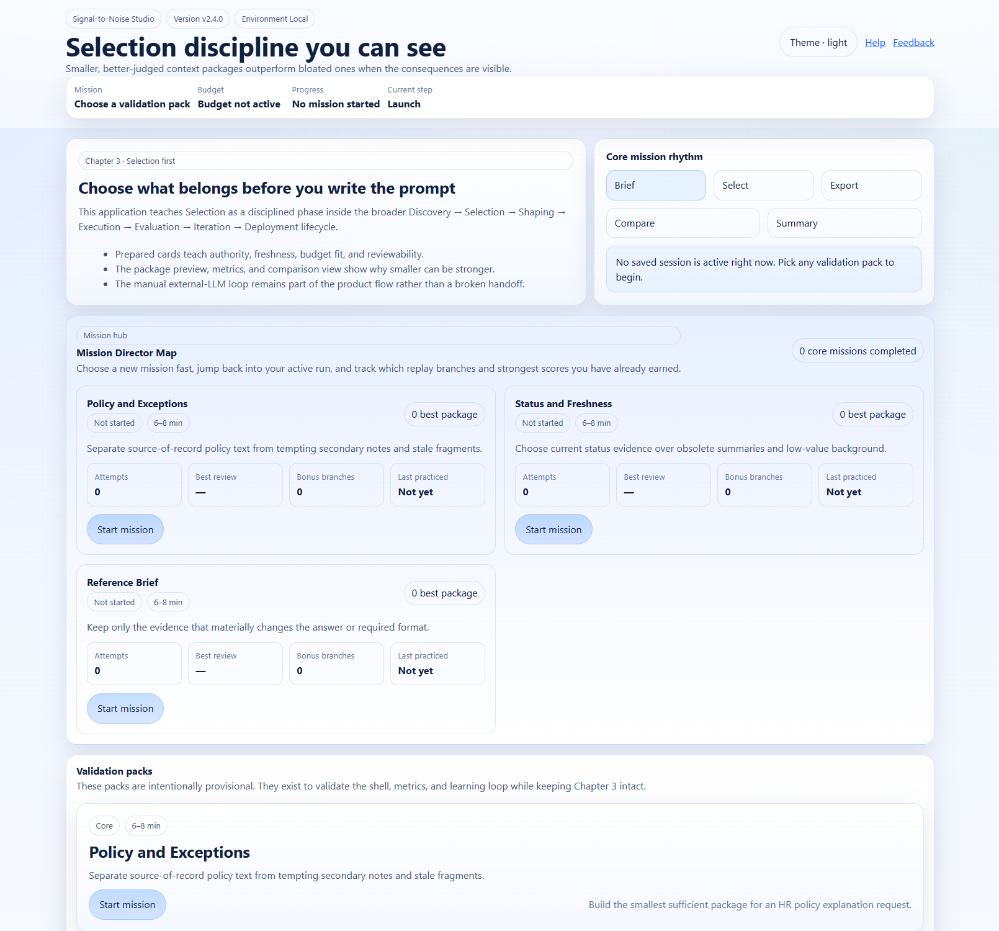 Signal-to-Noise Studio
Version v2.4.0
Environment Local
Selection discipline you can see
Smaller, better-judged context packages outperform bloated ones when the consequences are visible.
Theme · light
Help
Feedback
Mission
Choose a validation pack
Budget
Budget not active
Progress
No mission started
Current step
Launch
Chapter 3 · Selection first
Choose what belongs before you write the prompt
This application teaches Selection as a disciplined phase inside the broader Discovery → Selection → Shaping →
Execution → Evaluation → Iteration → Deployment lifecycle.
• Prepared cards teach authority, freshness, budget fit, and reviewability.
• The package preview, metrics, and comparison view show why smaller can be stronger.
• The manual external-LLM loop remains part of the product flow rather than a broken handoff.
Core mission rhythm
Brief
Select
Export
Compare
Summary
No saved session is active right now. Pick any validation pack to
begin.
Mission hub
Mission Director Map
Choose a new mission fast, jump back into your active run, and track which replay branches and strongest scores you have already earned.
0 core missions completed
Policy and Exceptions
Not started
6–8 min
0 best package
Separate source-of-record policy text from tempting secondary notes and stale fragments.
Attempts
0
Best review
—
Bonus branches
0
Last practiced
Not yet
Start mission
Status and Freshness
Not started
6–8 min
0 best package
Choose current status evidence over obsolete summaries and low-value background.
Attempts
0
Best review
—
Bonus branches
0
Last practiced
Not yet
Start mission
Reference Brief
Not started
6–8 min
0 best package
Keep only the evidence that materially changes the answer or required format.
Attempts
0
Best review
—
Bonus branches
0
Last practiced
Not yet
Start mission
Validation packs
These packs are intentionally provisional. They exist to validate the shell, metrics, and learning loop while keeping Chapter 3 intact.
Core
6–8 min
Policy and Exceptions
Separate source-of-record policy text from tempting secondary notes and stale fragments.
Start mission
Build the smallest sufficient package for an HR policy explanation request.